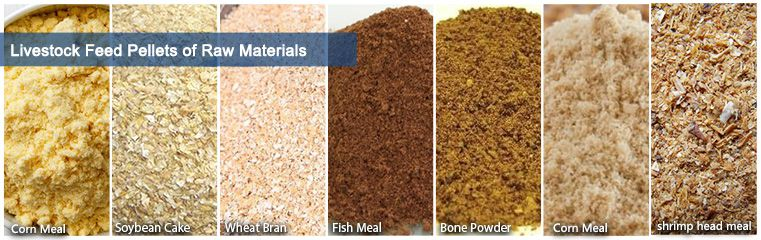 Livestock Feed Pellets of Raw Materials
Corn Meal
Soybean Cake
Wheat Bran
Fish Meal
Bone Powder
Corn Meal
shrimp head meal